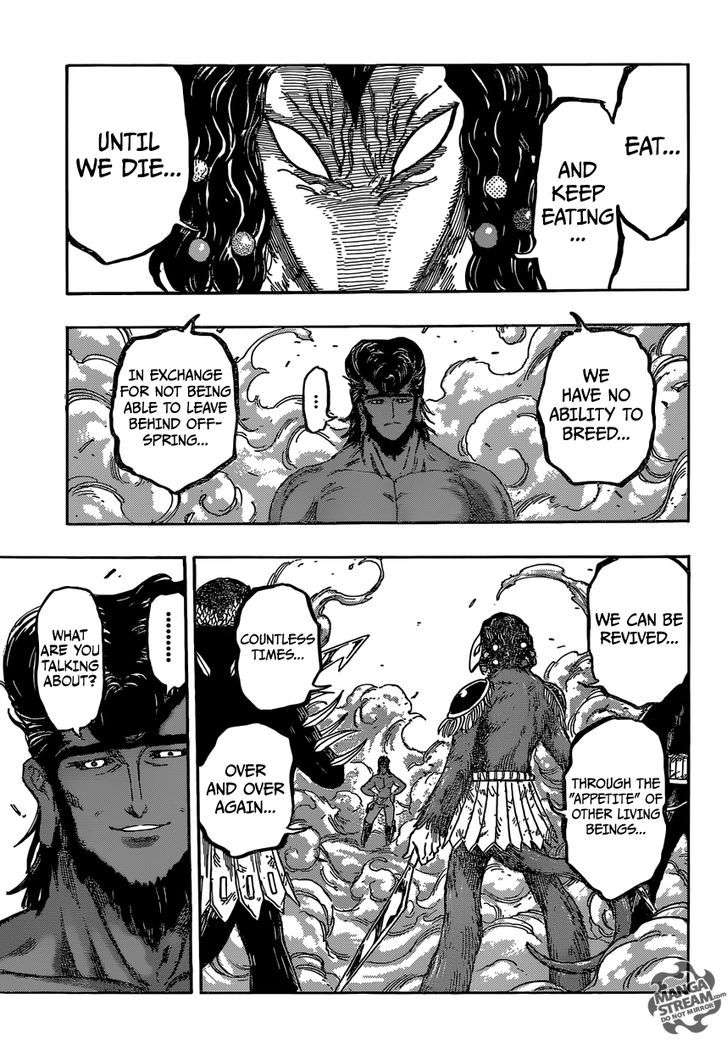 EAT...
AND
KEEP
EATING
...
UNTIL
WE DIE...
WE
HAVE NO
ABILITY TO
BREED...
...
IN EXCHANGE
FOR NOT BEING
ABLE TO LEAVE
BEHIND OFF-
SPRING...
WE CAN BE
REVIVED...
THROUGH THE
"APPETITE" OF
OTHER LIVING
BEINGS...
COUNTLESS
TIMES...
OVER
AND OVER
AGAIN...
.........
WHAT
ARE YOU
TALKING
ABOUT?
MANGA
STREAM.com
DO NOT MIRROR